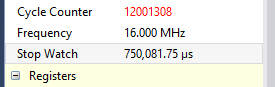 Cycle Counter 12001308
Frequency 16.000 MHz
Stop Watch 750,081.75 µs
Registers